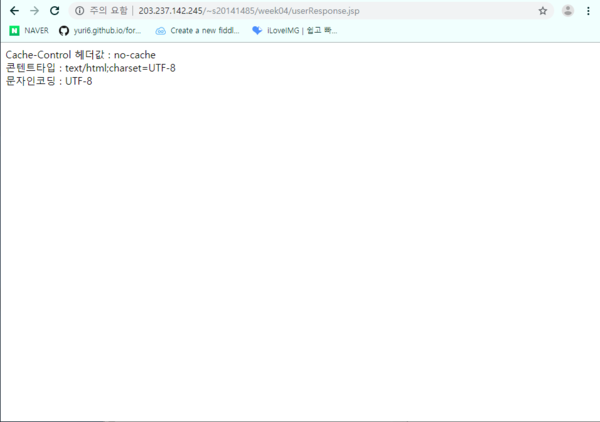 주의 요함 | 203.237.142.245/~s20141485/week04/userResponse.jsp
NAVER yuri6.github.io/for... Create a new fiddl... ILoveIMG | 쉽고 빠...
Cache-Control 헤더값 : no-cache
콘텐트타입 : text/html;charset=UTF-8
문자인코딩 : UTF-8